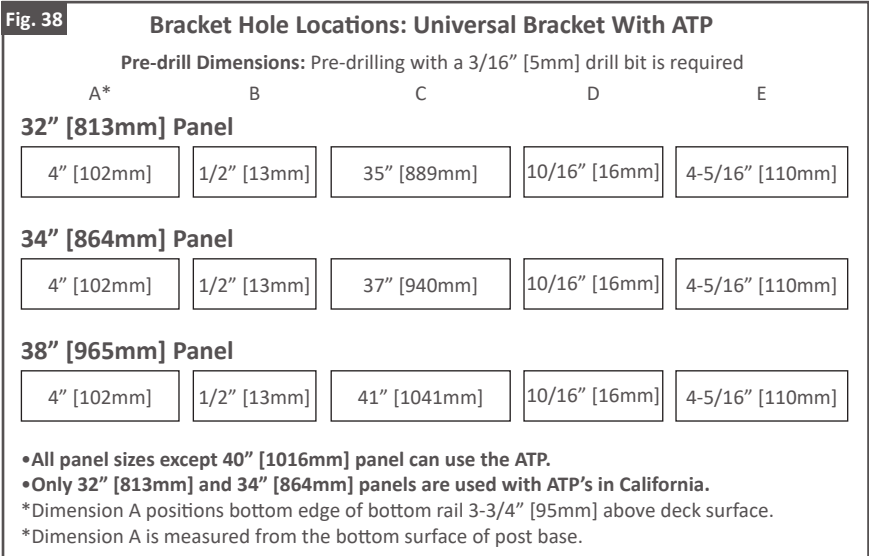 Fig. 38
Bracket Hole Locations: Universal Bracket With ATP
Pre-drill Dimensions: Pre-drilling with a 3/16” [5mm] drill bit is required
A* B C D E
32” [813mm] Panel
4” [102mm] 1/2” [13mm] 35” [889mm] 10/16” [16mm] 4-5/16” [110mm]
34” [864mm] Panel
4” [102mm] 1/2” [13mm] 37” [940mm] 10/16” [16mm] 4-5/16” [110mm]
38” [965mm] Panel
4” [102mm] 1/2” [13mm] 41” [1041mm] 10/16” [16mm] 4-5/16” [110mm]
•All panel sizes except 40” [1016mm] panel can use the ATP.
•Only 32” [813mm] and 34” [864mm] panels are used with ATP’s in California.
*Dimension A positions bottom edge of bottom rail 3-3/4” [95mm] above deck surface.
*Dimension A is measured from the bottom surface of post base.